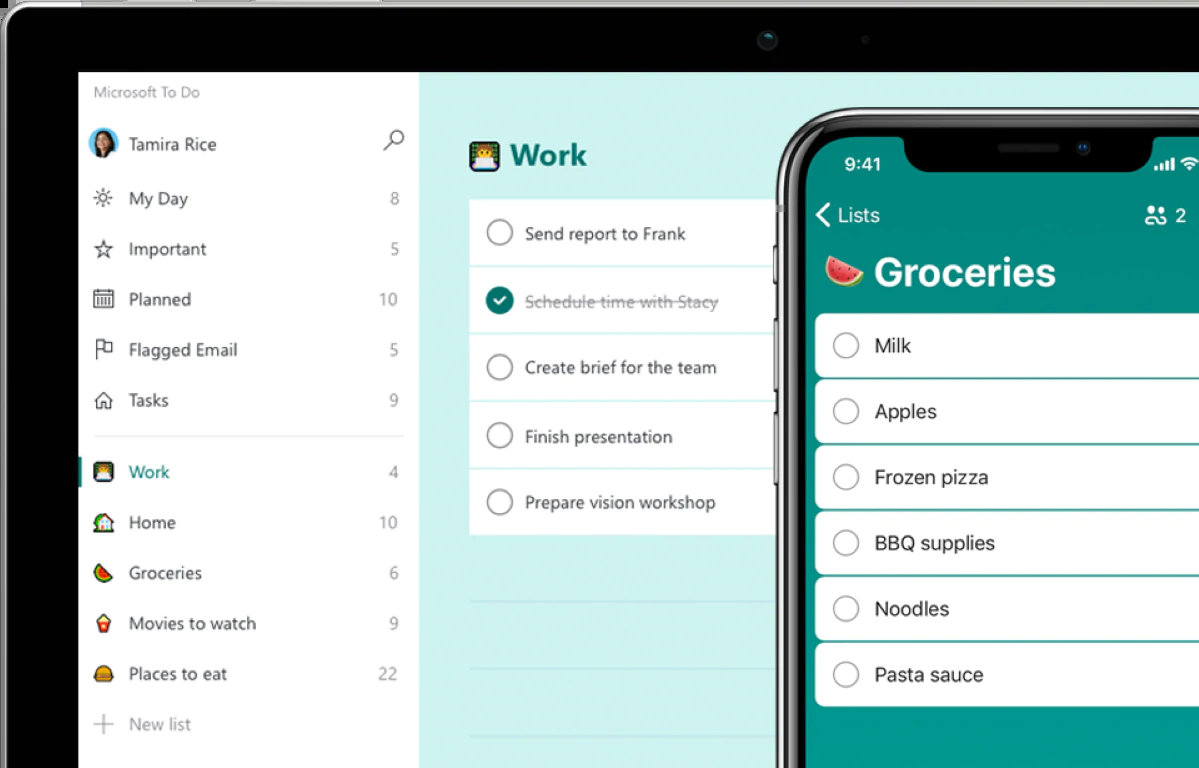 Microsoft To Do
Tamira Rice
My Day 8
Important 5
Planned 10
Flagged Email 5
Tasks 9
Work 4
Home 10
Groceries 6
Movies to watch 9
Places to eat 22
New list
Work
Send report to Frank
Schedule time with Stacy
Create brief for the team
Finish presentation
Prepare vision workshop
9:41
Lists 2
Groceries
Milk
Apples
Frozen pizza
BBQ supplies
Noodles
Pasta sauce